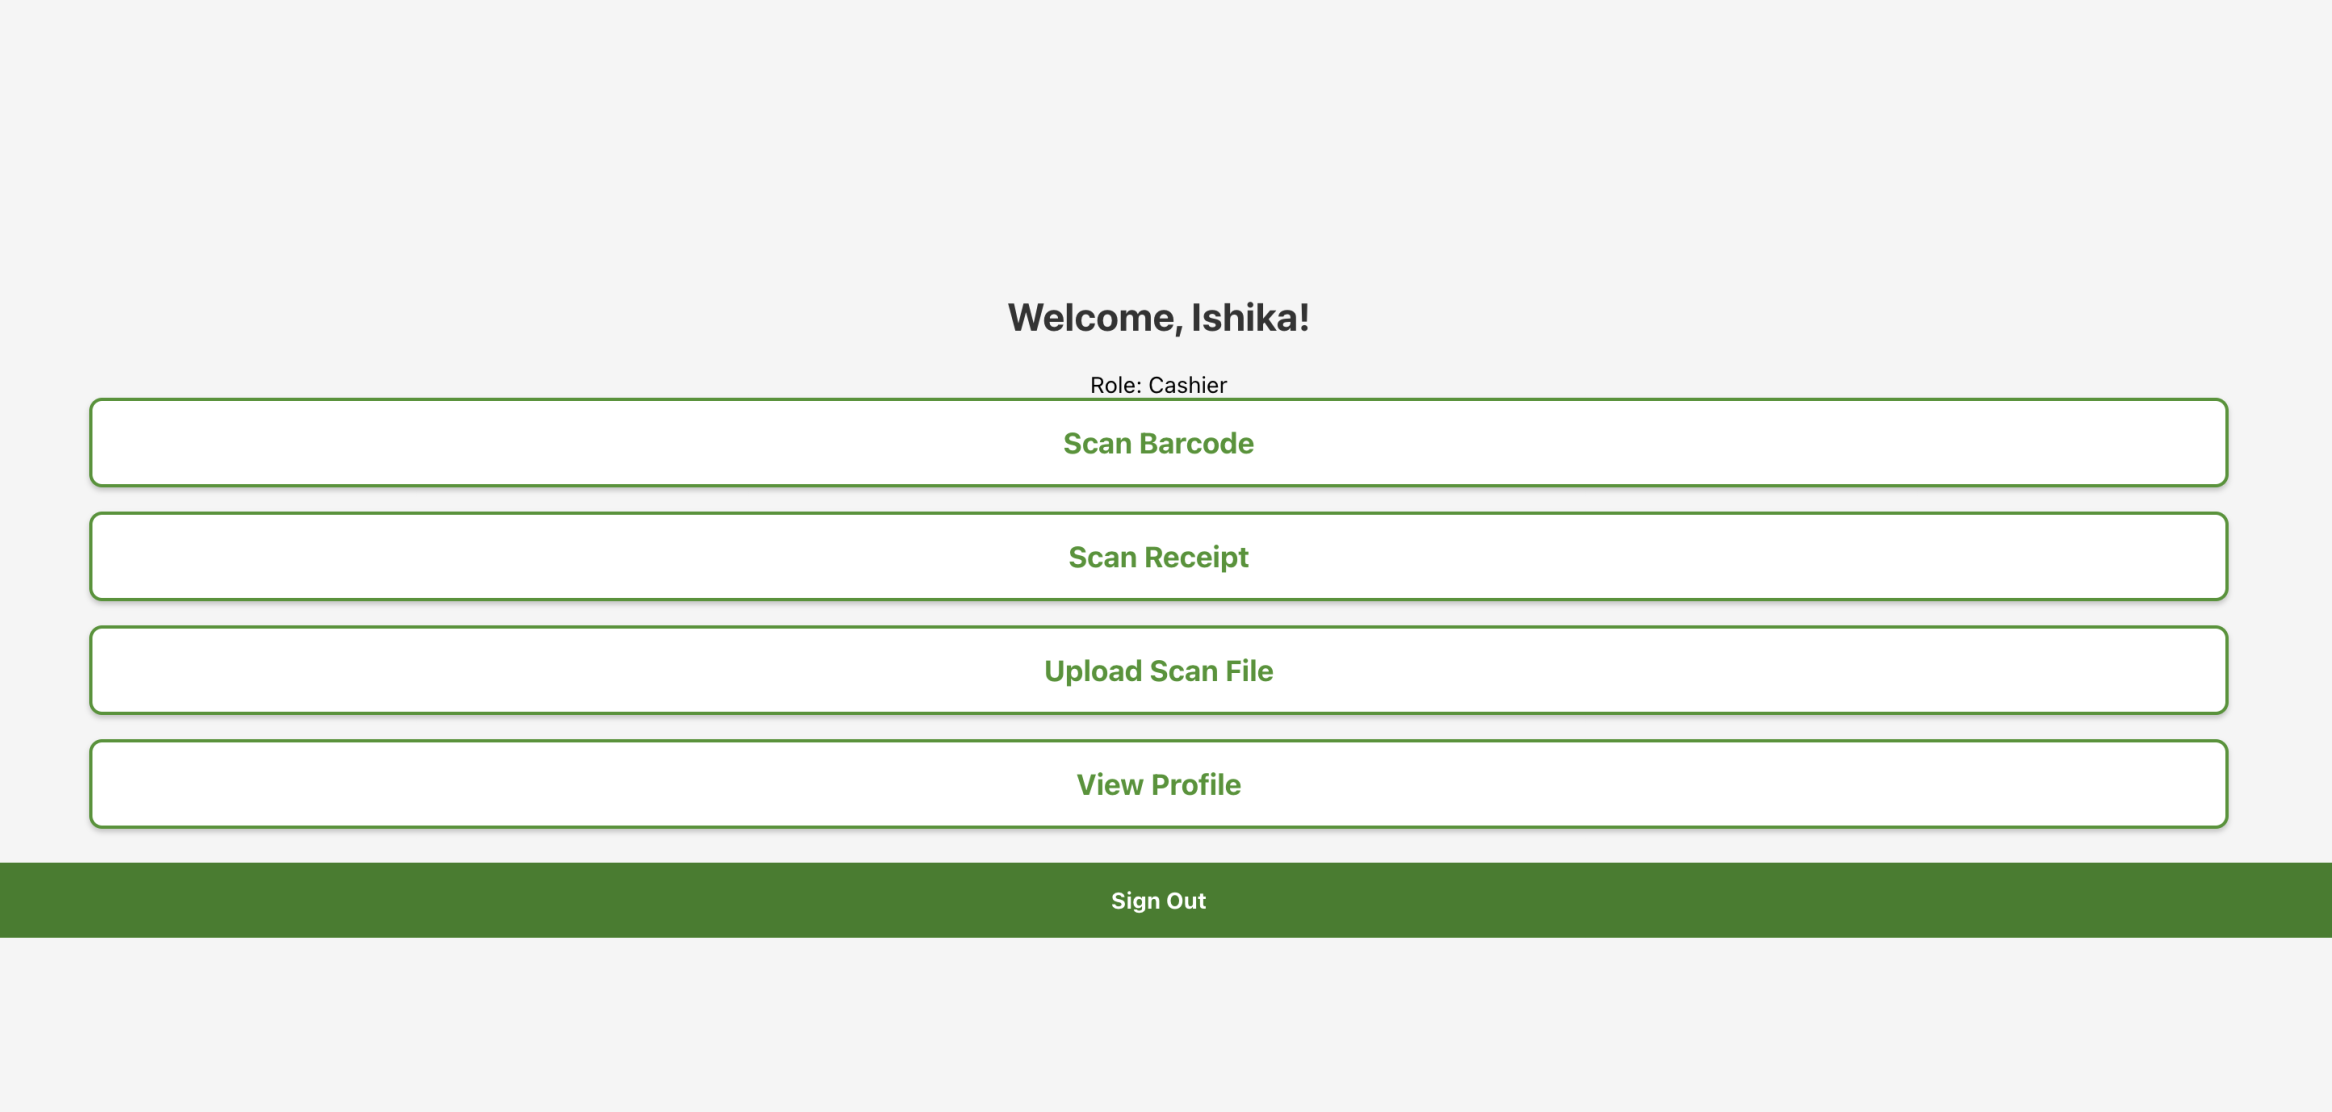 Welcome, Ishika!
Role: Cashier
Scan Barcode
Scan Receipt
Upload Scan File
View Profile
Sign Out